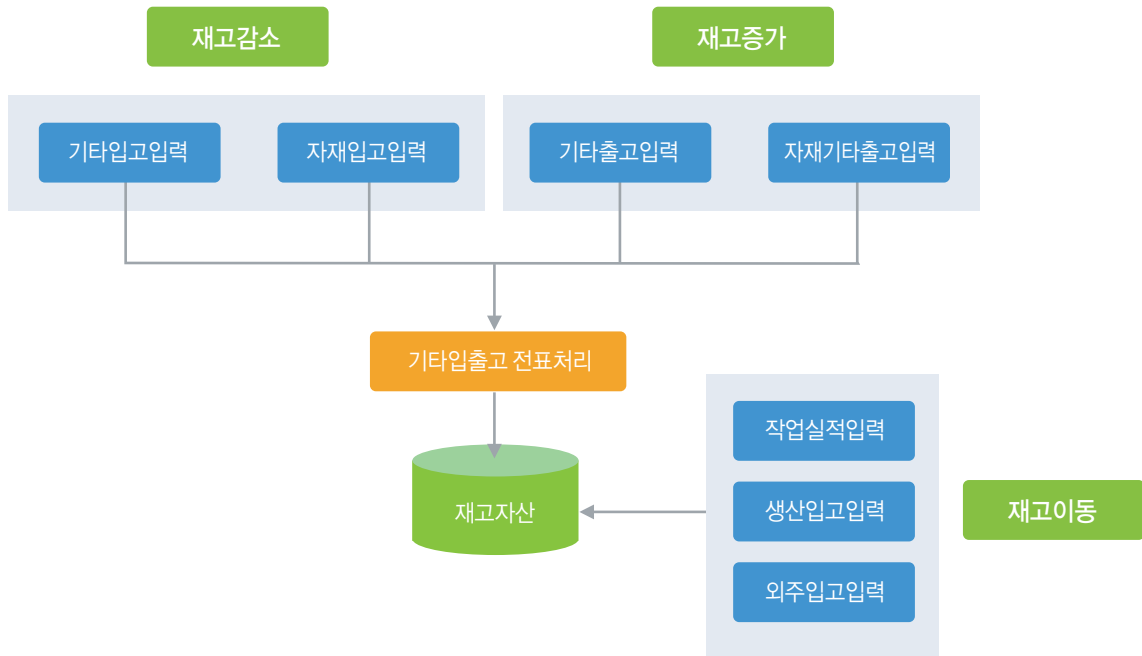 재고감소
재고증가
기타입고입력
자재입고입력
기타출고입력
자재기타출고입력
기타입출고 전표처리
작업실적입력
재고자산
생산입고입력
재고이동
외주입고입력